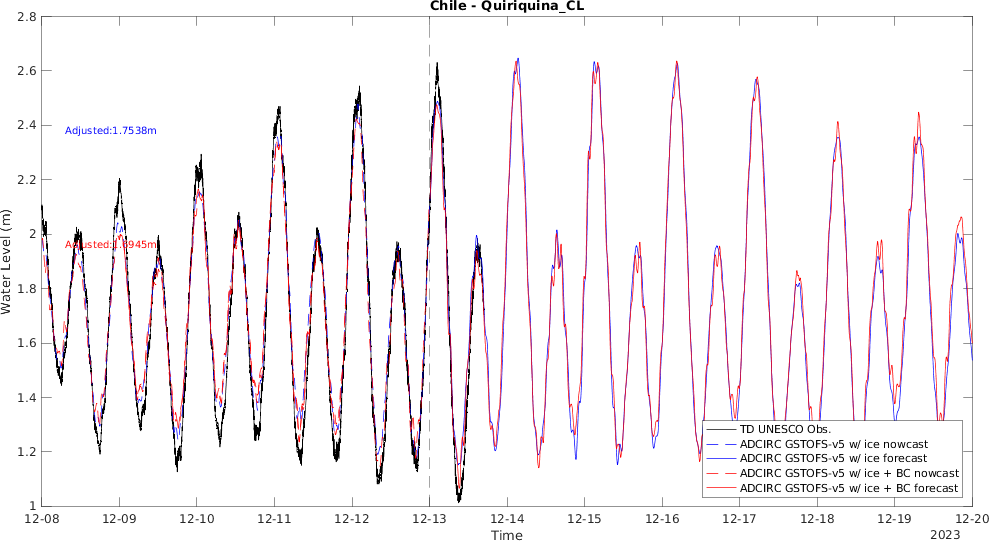 Chile - Quiriquina_CL
2.8
2.6
2.4
2.2
2
1.8
1.6
1.4
1.2
1
Water Level (m)
Adjusted:1.7538m
Adjusted:1.6945m
TD UNESCO Obs.
ADCIRC GSTOFS-v5 w/ ice nowcast
ADCIRC GSTOFS-v5 w/ ice forecast
ADCIRC GSTOFS-v5 w/ ice + BC nowcast
ADCIRC GSTOFS-v5 w/ ice + BC forecast
12-08 12-09 12-10 12-11 12-12 12-13 12-14 12-15 12-16 12-17 12-18 12-19 12-20
Time
2023